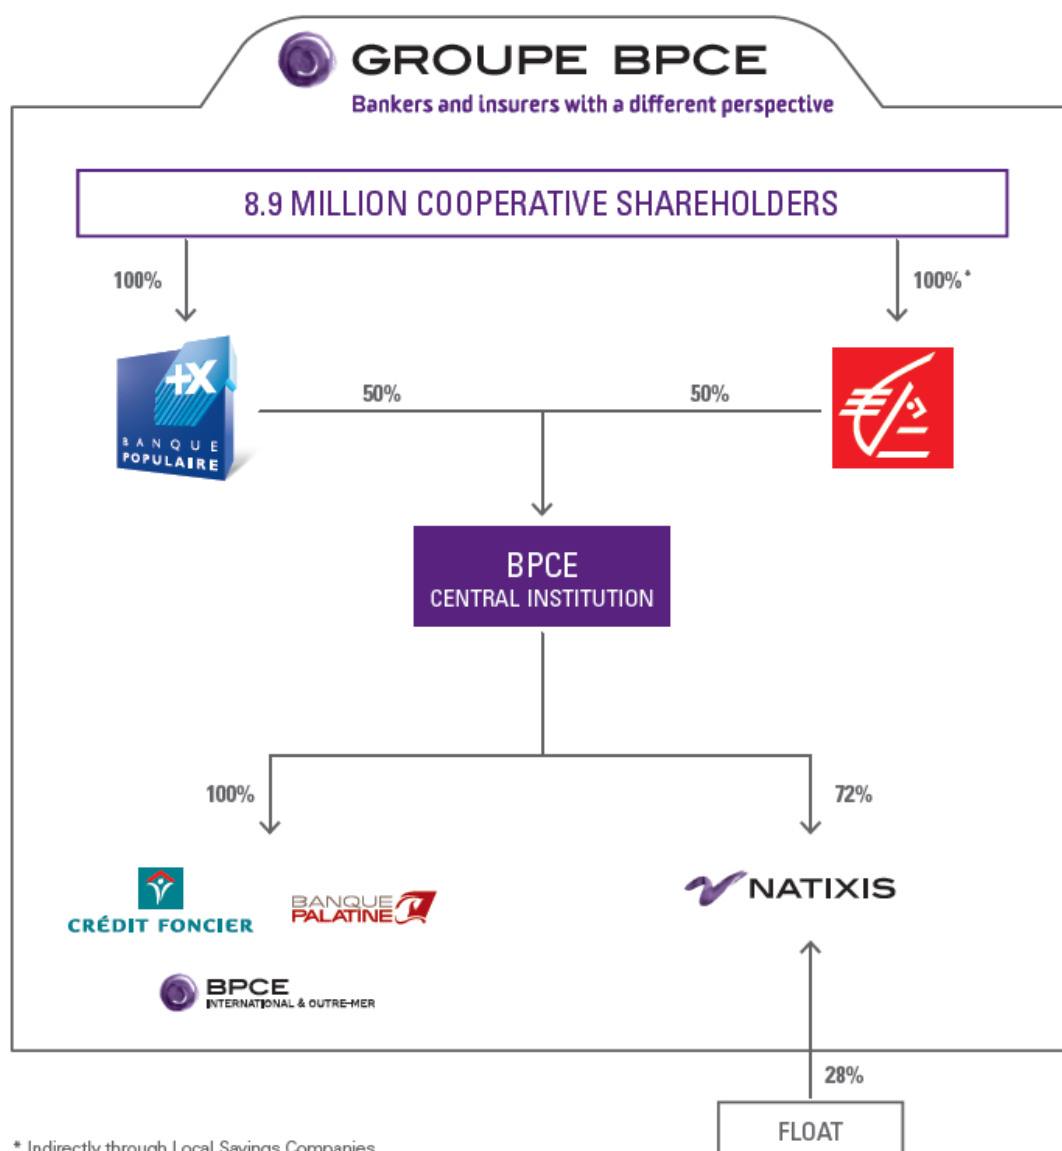 GROUPE BPCE
Bankers and insurers with a different perspective
8.9 MILLION COOPERATIVE SHAREHOLDERS
100%
100%*
+X
BANQUE
POPULAIRE
50%
50%
BPCE
CENTRAL INSTITUTION
100%
72%
CRÉDIT FONCIER
BANQUE
PALATINE
NATIXIS
BPCE
INTERNATIONAL & OUTRE-MER
28%
FLOAT
* Indirectly through Local Savings Companies